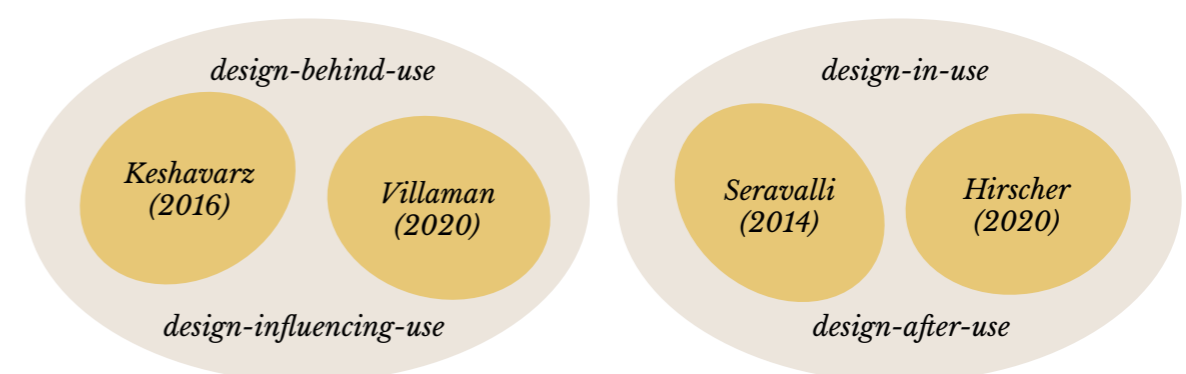 design-behind-use
Keshavarz
(2016)
Villaman
(2020)
design-influencing-use
design-in-use
Seravalli
(2014)
Hirscher
(2020)
design-after-use